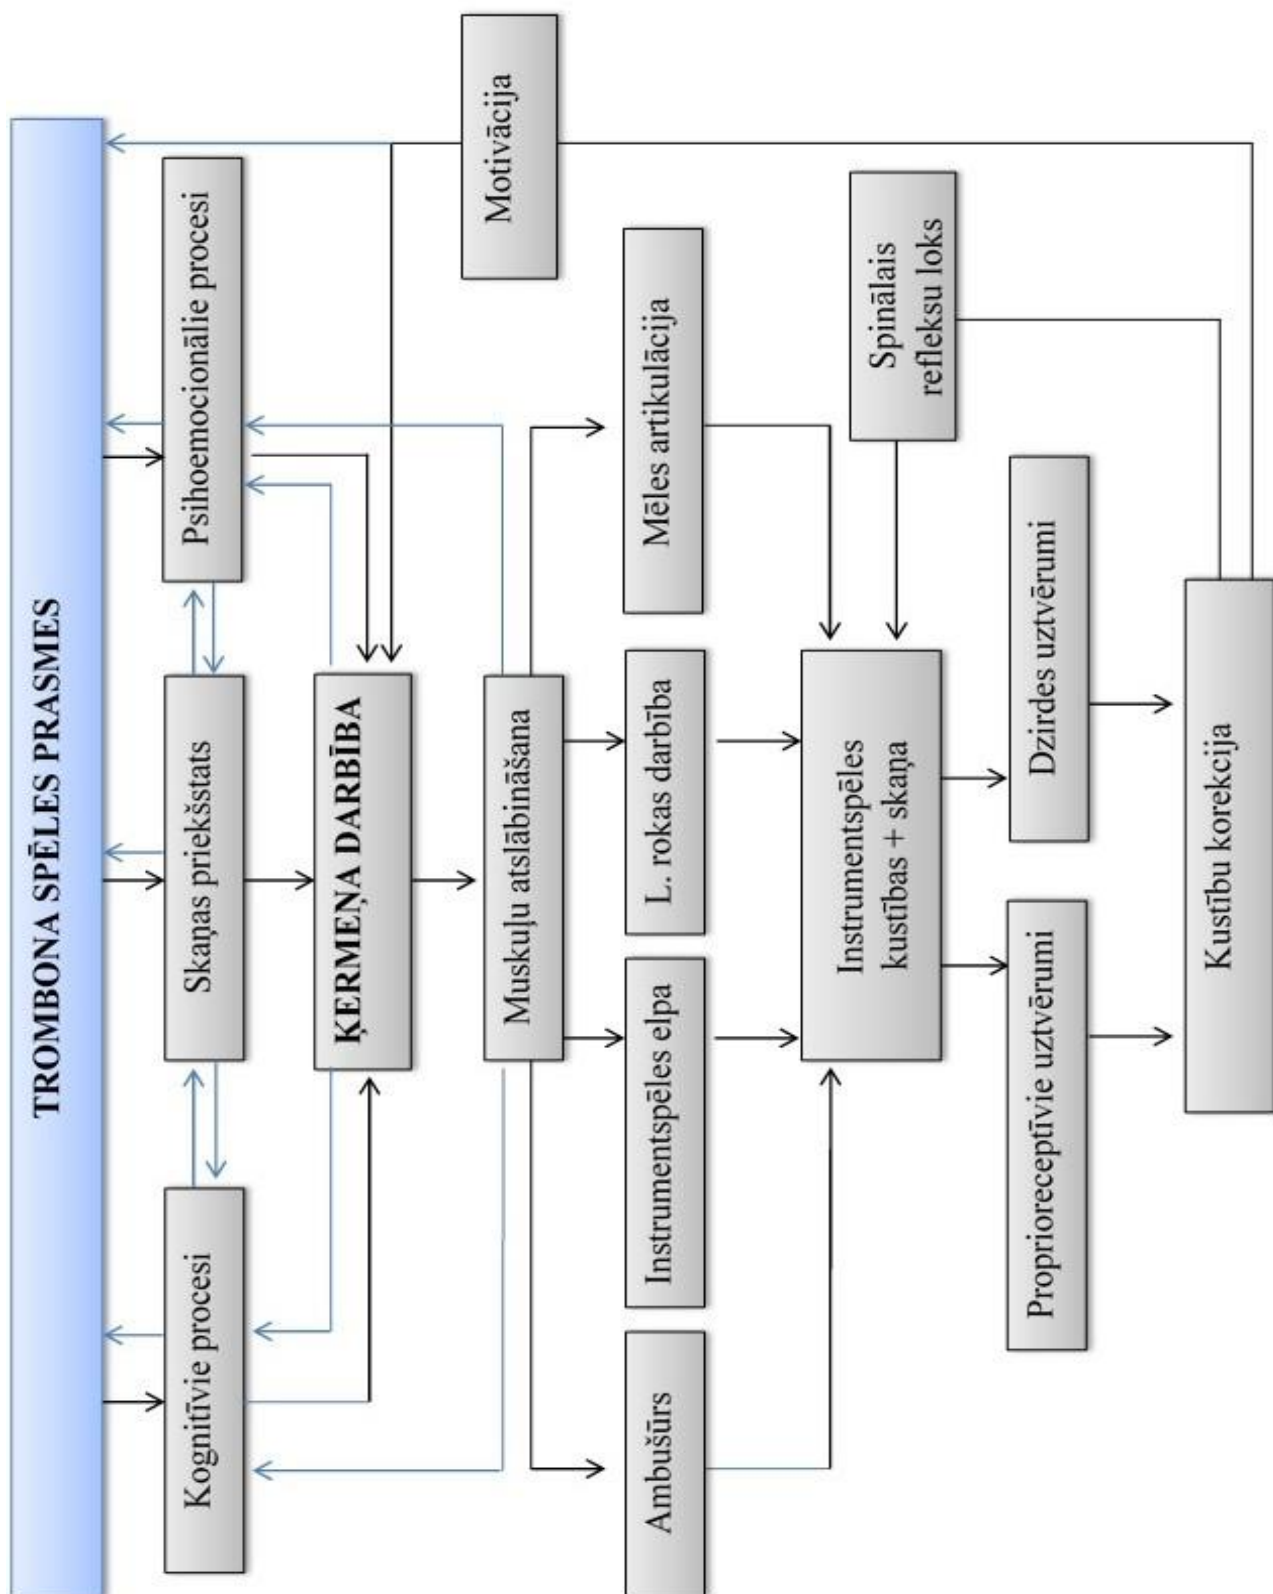 TROMBONA SPĒLES PRASMES
Kognitīvie procesi
Skaņas priekšstats
Psihoemocionālie procesi
ĶERMEŅA DARBĪBA
Muskuļu atslābināšana
Motivācija
Ambušūrs
Instrumentspēles elpa
L. rokas darbība
Mēles artikulācija
Instrumentspēles
kustības + skaņa
Spinālais
refleksu loks
Proprioreceptīvie uztvērumi
Dzirdes uztvērumi
Kustību korekcija